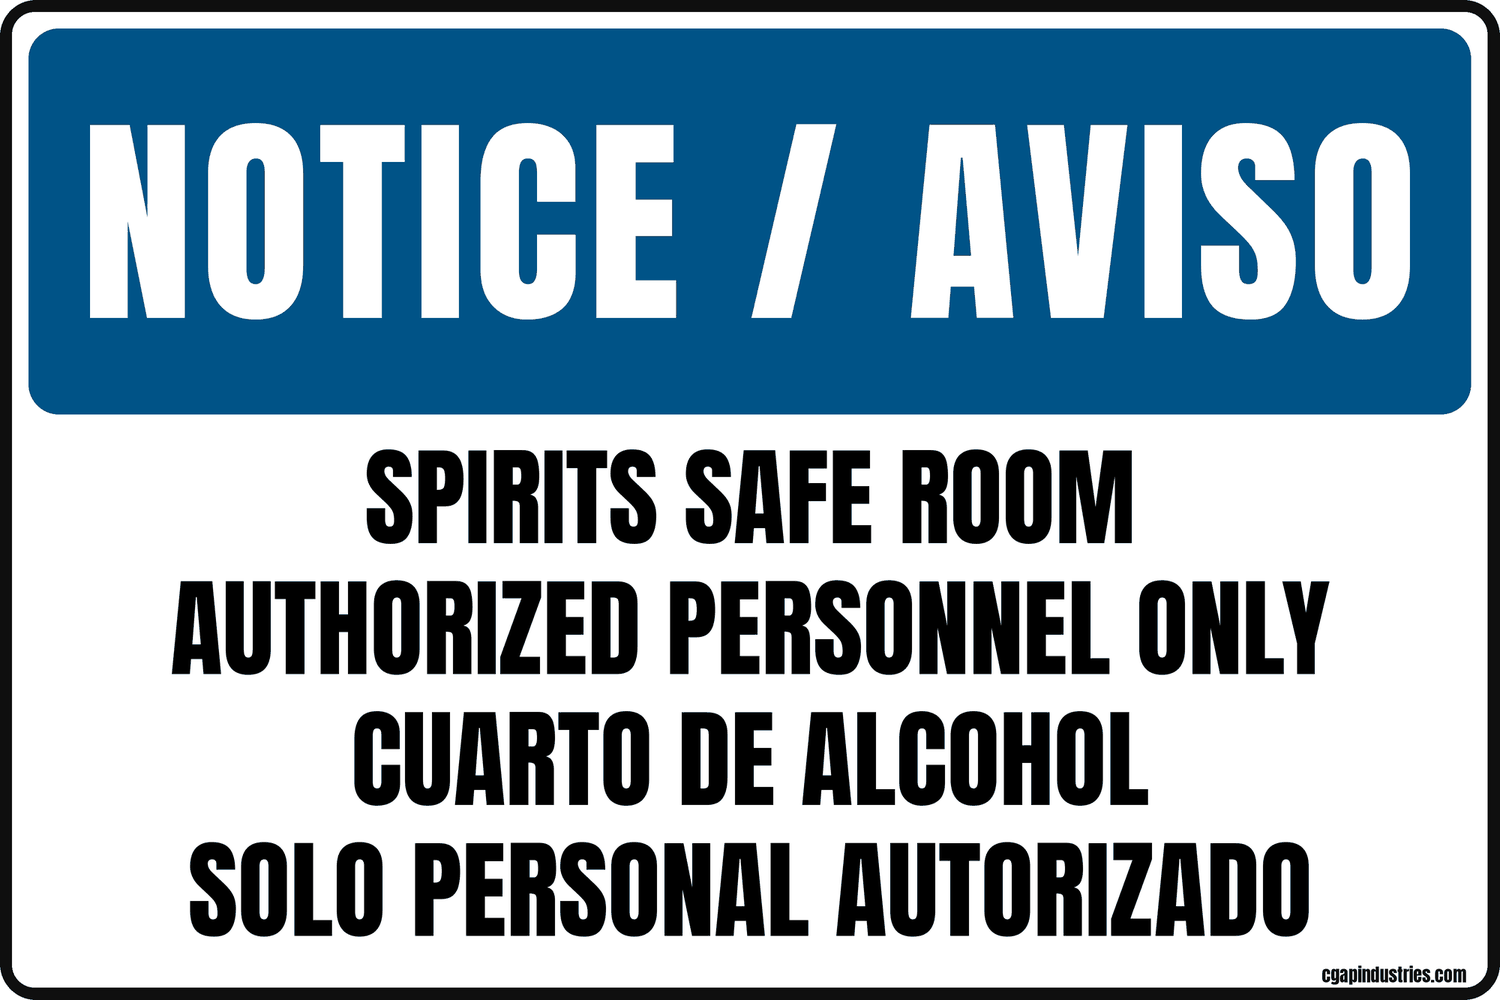 NOTICE / AVISO
SPIRITS SAFE ROOM
AUTHORIZED PERSONNEL ONLY
CUARTO DE ALCOHOL
SOLO PERSONAL AUTORIZADO
cgapindustries.com